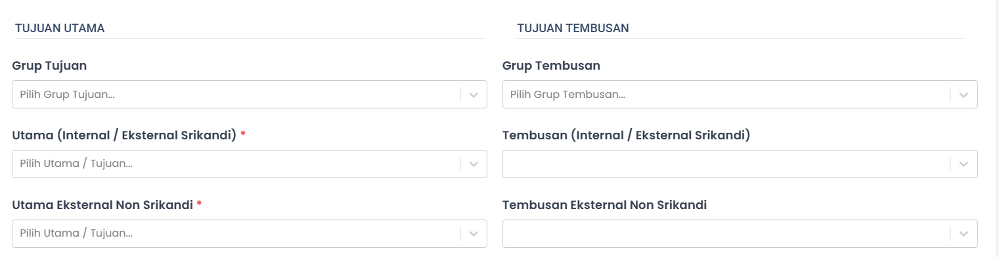 TUJUAN UTAMA
TUJUAN TEMBUSAN
Grup Tujuan
Grup Tembusan
Pilih Grup Tujuan...
Pilih Grup Tembusan...
Utama (Internal / Eksternal Srikandi) *
Tembusan (Internal / Eksternal Srikandi)
Pilih Utama / Tujuan...
Utama Eksternal Non Srikandi *
Tembusan Eksternal Non Srikandi
Pilih Utama / Tujuan...